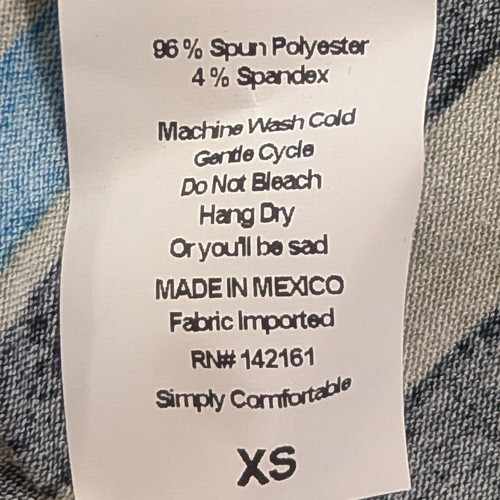 96 % Spun Polyester
4 % Spandex
Machine Wash Cold
Gentle Cycle
Do Not Bleach
Hang Dry
Or you'll be sad
MADE IN MEXICO
Fabric Imported
RN# 142161
Simply Comfortable
XS